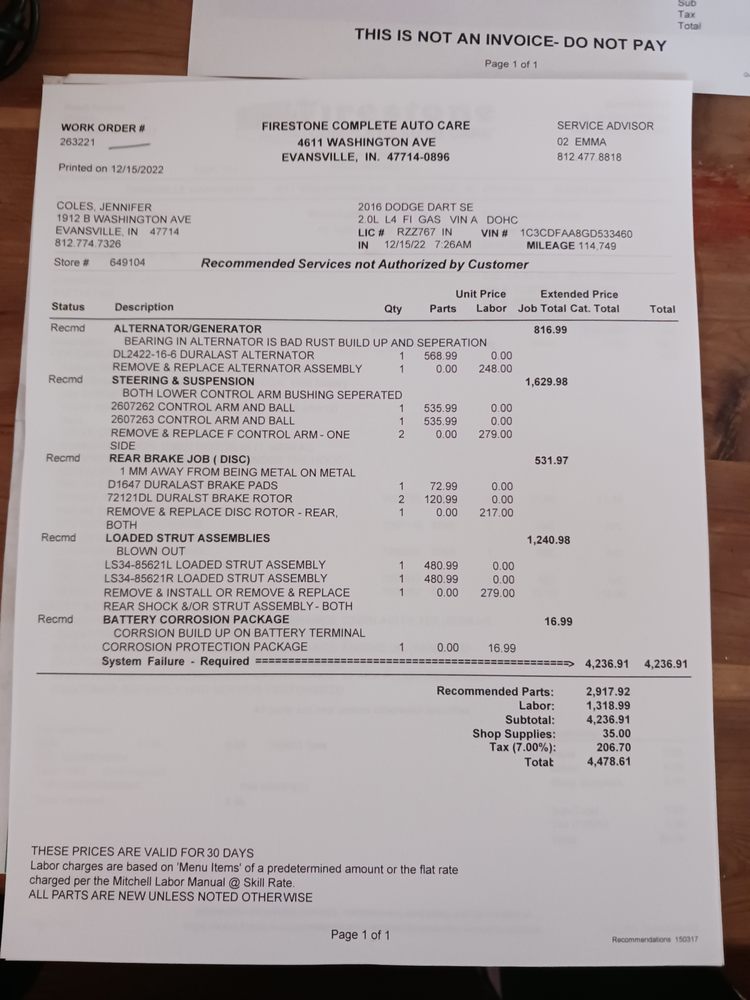 Sub
Tax
Total
THIS IS NOT AN INVOICE- DO NOT PAY
Page 1 of 1
WORK ORDER # FIRESTONE COMPLETE AUTO CARE SERVICE ADVISOR
263221 4611 WASHINGTON AVE 02 EMMA
EVANSVILLE, IN. 47714-0896 812.477.8818
Printed on 12/15/2022
COLES, JENNIFER 2016 DODGE DART SE
1912 B WASHINGTON AVE 2.0L L4 FI GAS VIN A DOHC
EVANSVILLE, IN 47714 LIC # RZZ767 IN VIN # 1C3CDFAA8GD533460
812.774.7326 IN 12/15/22 7:26AM MILEAGE 114,749
Store # 649104 Recommended Services not Authorized by Customer
Unit Price Extended Price
Status Description Qty Parts Labor Job Total Cat. Total Total
Recmd ALTERNATOR/GENERATOR 816.99
BEARING IN ALTERNATOR IS BAD RUST BUILD UP AND SEPERATION
DL2422-16-6 DURALAST ALTERNATOR 1 568.99 0.00
REMOVE & REPLACE ALTERNATOR ASSEMBLY 1 0.00 248.00
Recmd STEERING & SUSPENSION 1,629.98
BOTH LOWER CONTROL ARM BUSHING SEPERATED
2607262 CONTROL ARM AND BALL 1 535.99 0.00
2607263 CONTROL ARM AND BALL 1 535.99 0.00
REMOVE & REPLACE F CONTROL ARM - ONE 2 0.00 279.00
SIDE
Recmd REAR BRAKE JOB ( DISC) 531.97
1 MM AWAY FROM BEING METAL ON METAL
D1647 DURALAST BRAKE PADS 1 72.99 0.00
72121DL DURALST BRAKE ROTOR 2 120.99 0.00
REMOVE & REPLACE DISC ROTOR - REAR, 1 0.00 217.00
BOTH
Recmd LOADED STRUT ASSEMBLIES 1,240.98
BLOWN OUT
LS34-85621L LOADED STRUT ASSEMBLY 1 480.99 0.00
LS34-85621R LOADED STRUT ASSEMBLY 1 480.99 0.00
REMOVE & INSTALL OR REMOVE & REPLACE 1 0.00 279.00
REAR SHOCK &/OR STRUT ASSEMBLY - BOTH
Recmd BATTERY CORROSION PACKAGE 16.99
CORRSION BUILD UP ON BATTERY TERMINAL
CORROSION PROTECTION PACKAGE 1 0.00 16.99
System Failure - Required ==================================================> 4,236.91 4,236.91
Recommended Parts: 2,917.92
Labor: 1,318.99
Subtotal: 4,236.91
Shop Supplies: 35.00
Tax (7.00%): 206.70
Total: 4,478.61
THESE PRICES ARE VALID FOR 30 DAYS
Labor charges are based on 'Menu Items' of a predetermined amount or the flat rate
charged per the Mitchell Labor Manual @ Skill Rate.
ALL PARTS ARE NEW UNLESS NOTED OTHERWISE
Page 1 of 1
Recommendations 150317